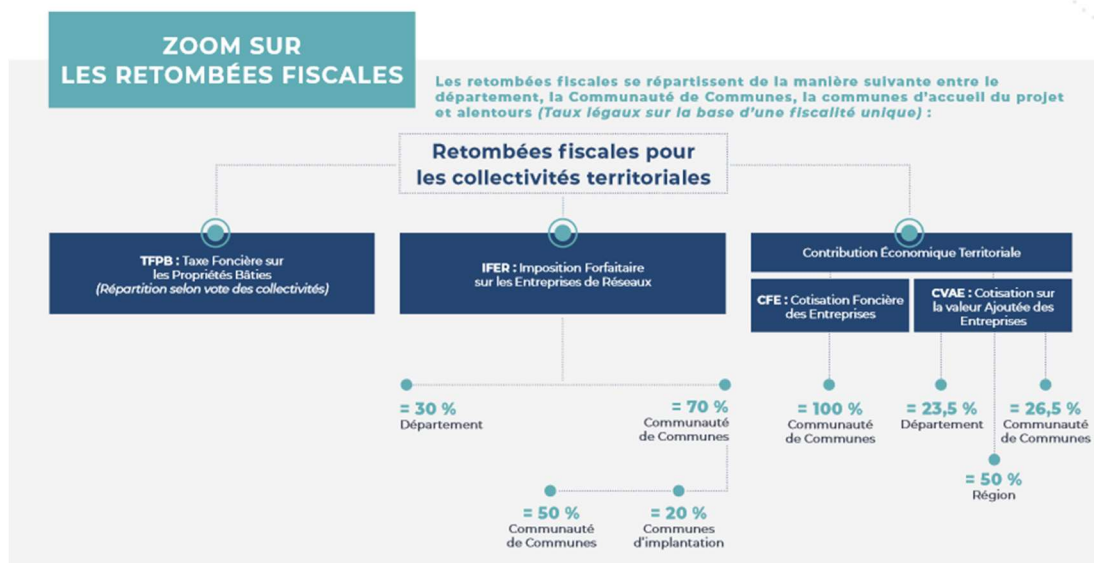 ZOOM SUR
LES RETOMBÉES FISCALES
Les retombées fiscales se répartissent de la manière suivante entre le
département, la Communauté de Communes, la communes d'accueil du projet
et alentours (Taux légaux sur la base d'une fiscalité unique) :
Retombées fiscales pour
les collectivités territoriales
TFPB : Taxe Foncière sur
les Propriétés Bâties
(Répartition selon vote des collectivités)
IFER : Imposition Forfaitaire
sur les Entreprises de Réseaux
Contribution Économique Territoriale
CFE : Cotisation Foncière
des Entreprises
CVAE : Cotisation sur
la valeur Ajoutée des
Entreprises
= 30 %
Département
= 70 %
Communauté
de Communes
= 50 %
Communauté
de Communes
= 20 %
Communes
d'implantation
= 100 %
Communauté
de Communes
= 23,5 %
Département
= 26,5 %
Communauté
de Communes
= 50 %
Région